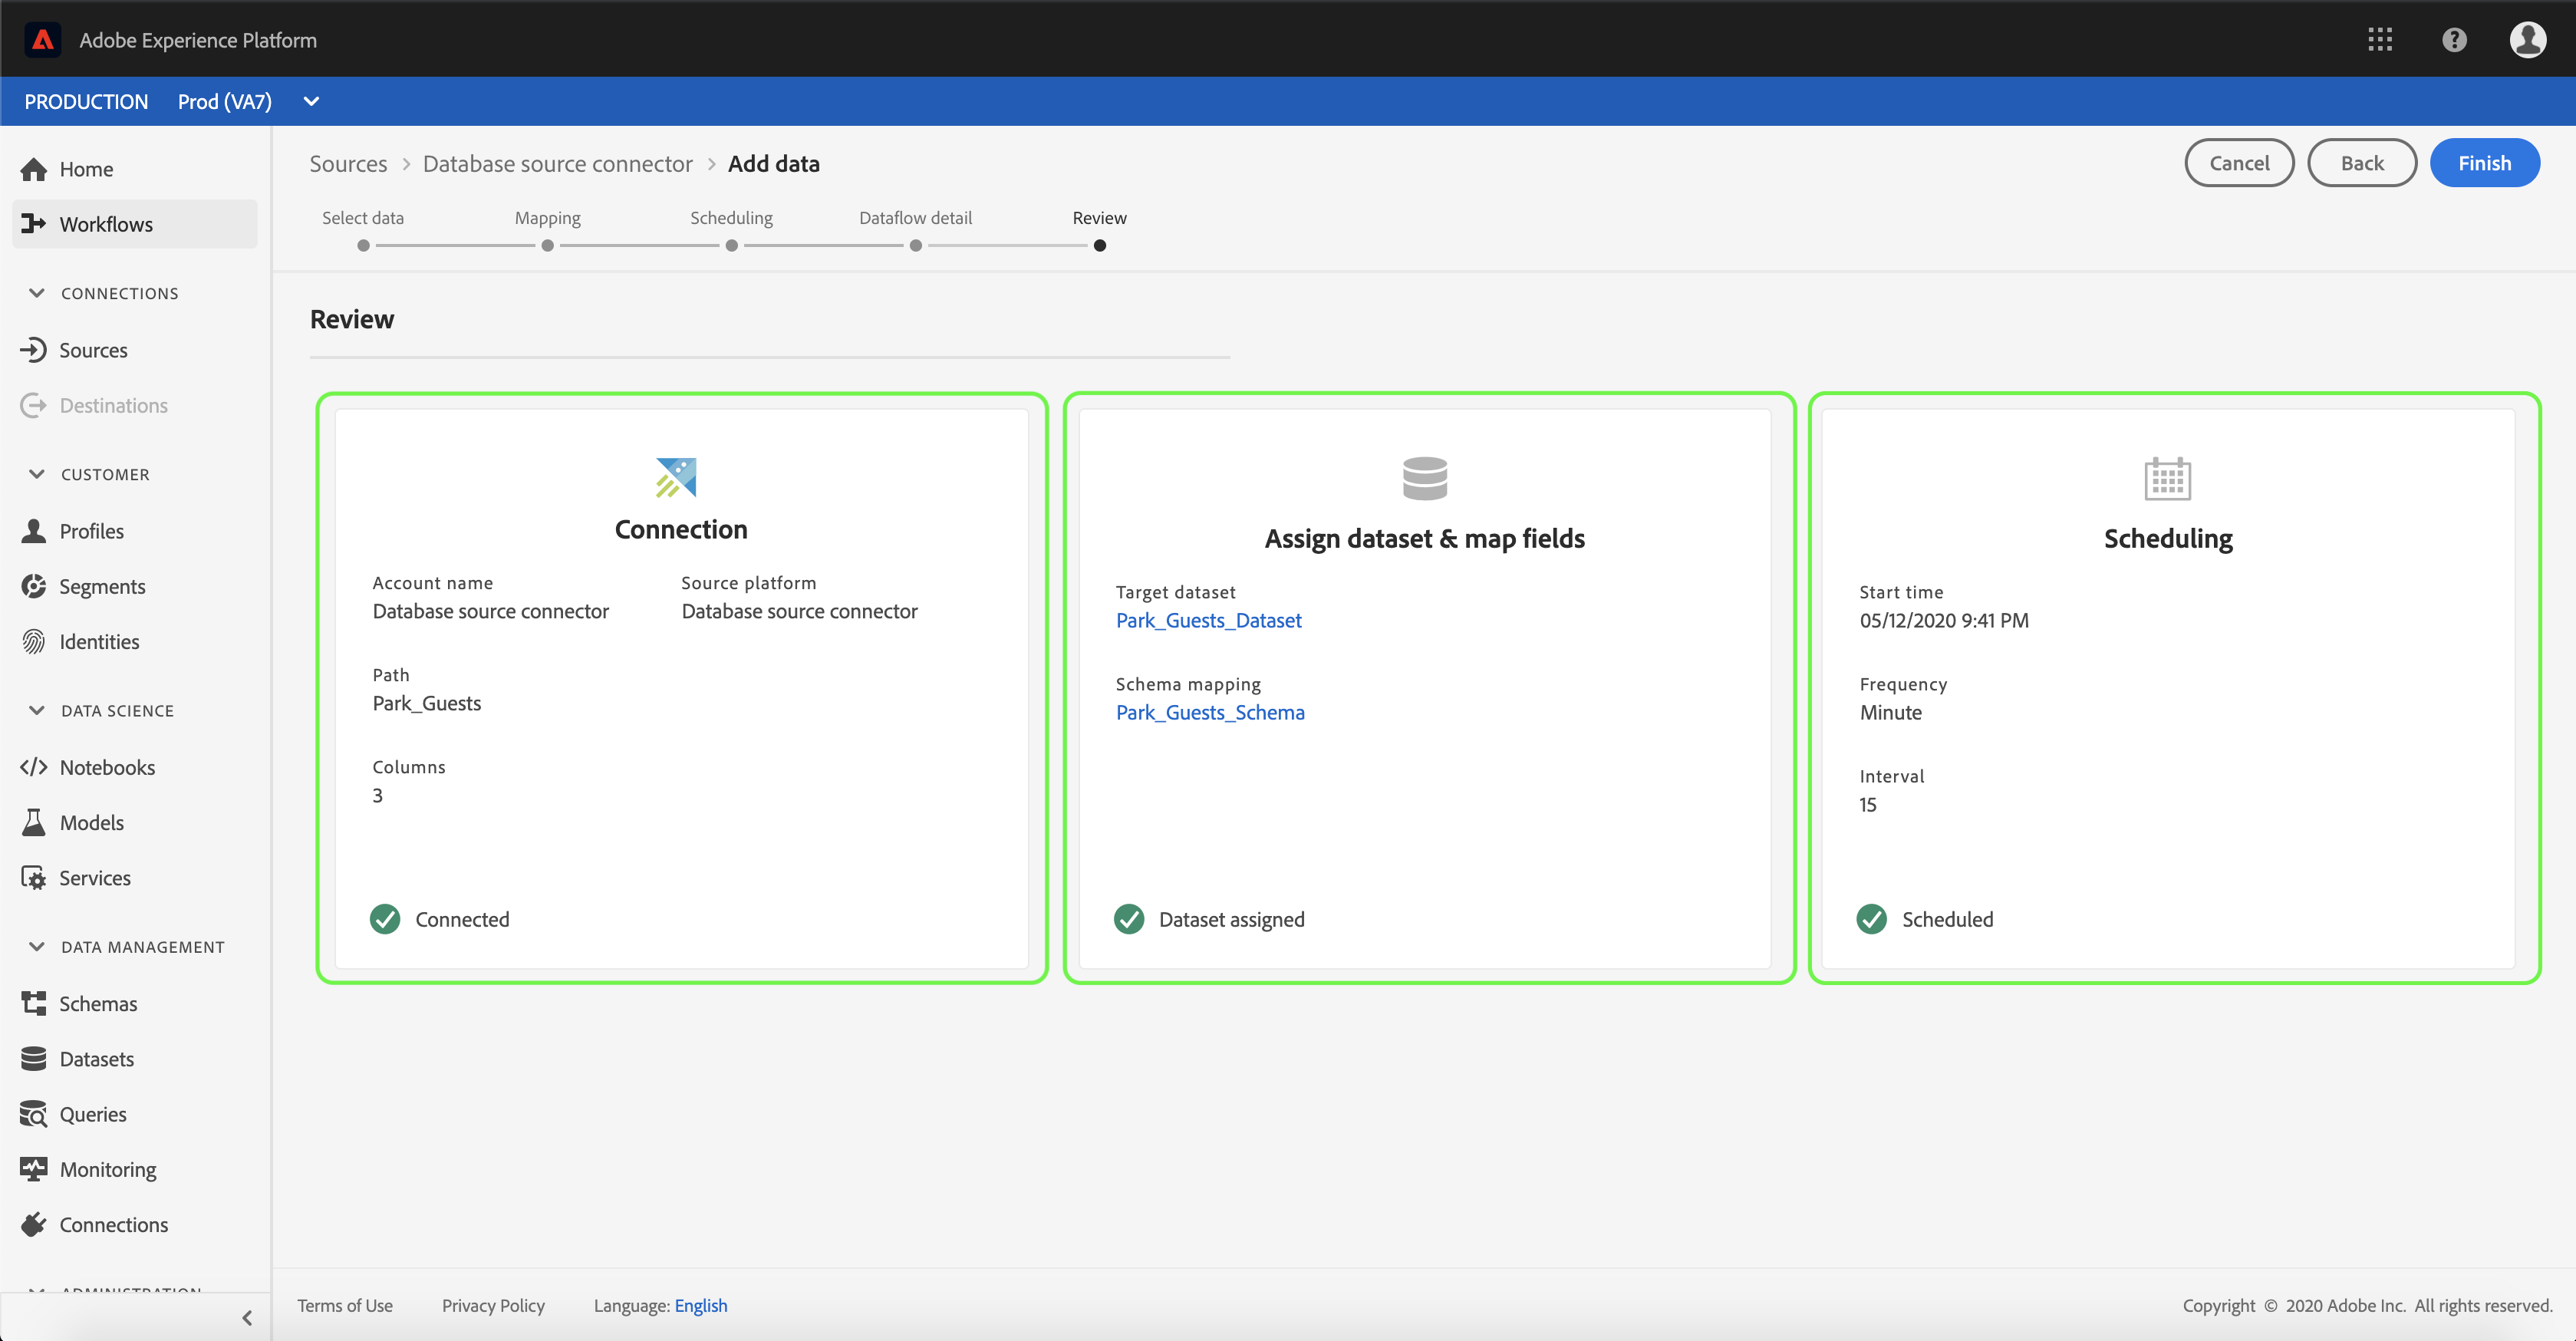 Adobe Experience Platform
PRODUCTION Prod (VA7)
Home
Workflows
CONNECTIONS
Sources
Destinations
CUSTOMER
Profiles
Segments
Identities
DATA SCIENCE
Notebooks
Models
Services
DATA MANAGEMENT
Schemas
Datasets
Queries
Monitoring
Connections
ADMINISTRATION
Sources > Database source connector > Add data
Cancel Back Finish
Select data Mapping Scheduling Dataflow detail Review
Review
Connection
Account name Source platform
Database source connector Database source connector
Path
Park_Guests
Columns
3
Connected
Assign dataset & map fields
Target dataset
Park_Guests_Dataset
Schema mapping
Park_Guests_Schema
Dataset assigned
Scheduling
Start time
05/12/2020 9:41 PM
Frequency
Minute
Interval
15
Scheduled
Terms of Use Privacy Policy Language: English Copyright © 2020 Adobe Inc. All rights reserved.